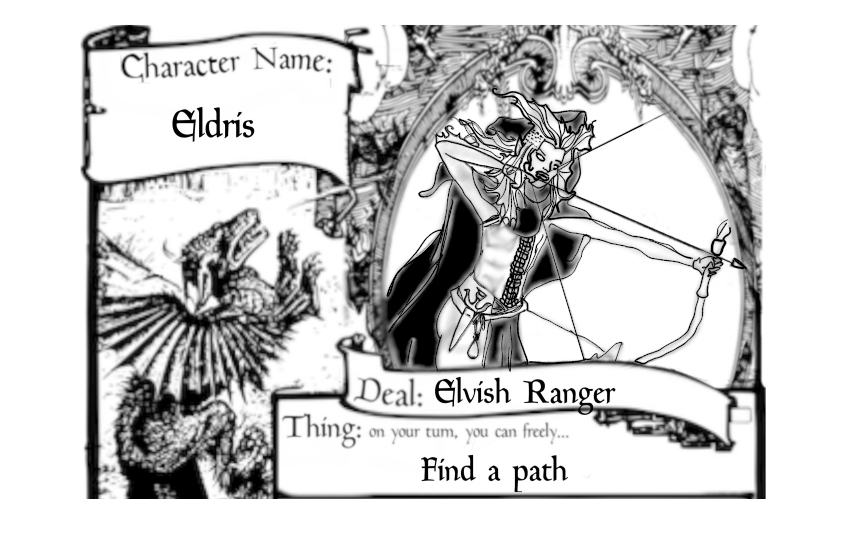 Character Name:
Eldris
Deal: Elvish Ranger
Thing: on your turn, you can freely...
Find a path